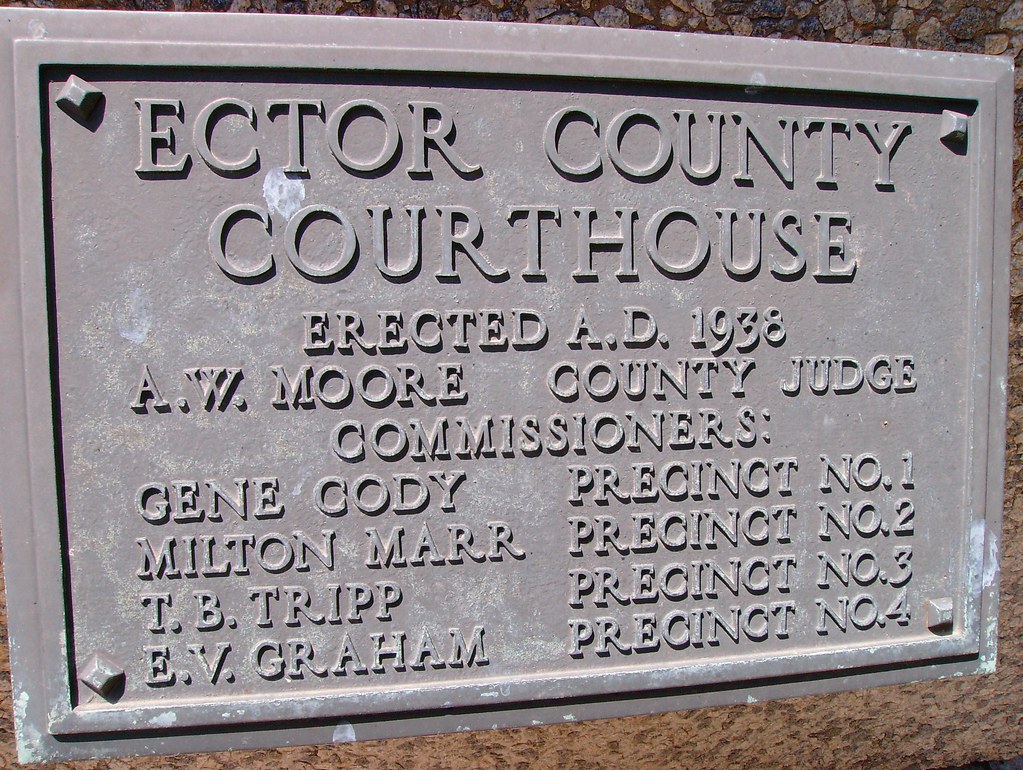 ECTOR COUNTY
COURTHOUSE
ERECTED A.D. 1938
A.W. MOORE COUNTY JUDGE
COMMISSIONERS:
GENE CODY PRECINCT NO. 1
MILTON MARR PRECINCT NO. 2
T. B. TRIPP PRECINCT NO. 3
E.V. GRAHAM PRECINCT NO. 4